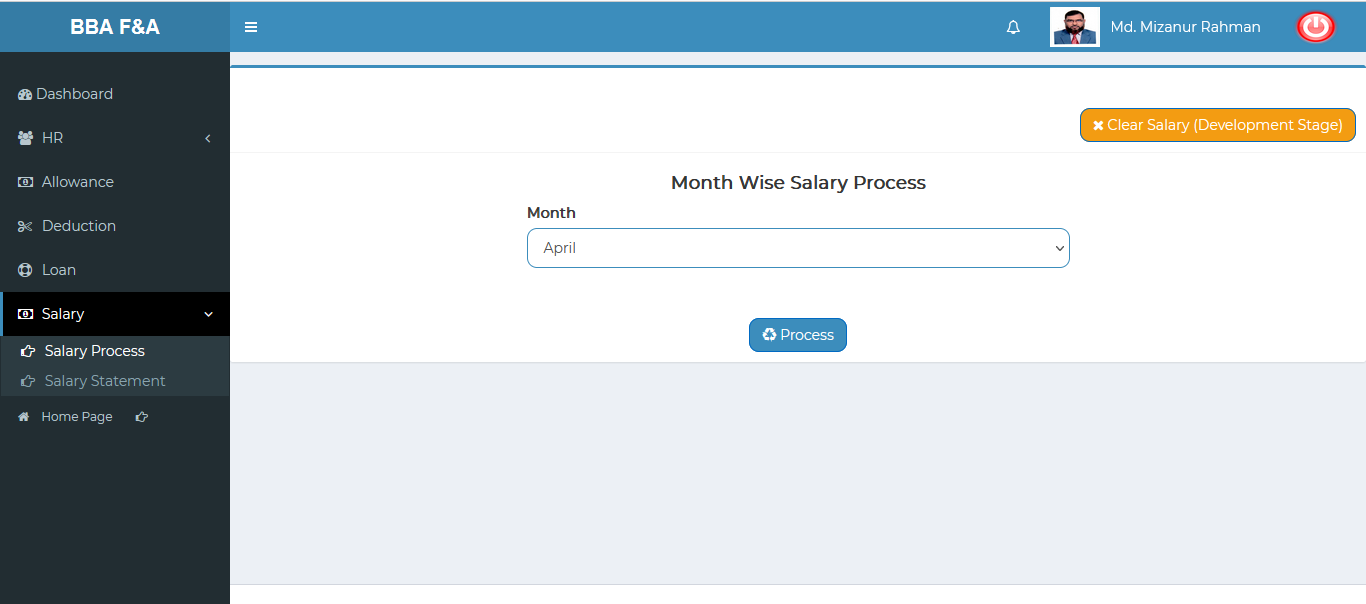 BBA F&A
Md. Mizanur Rahman
Dashboard
HR
Allowance
Deduction
Loan
Salary
Salary Process
Salary Statement
Home Page
Clear Salary (Development Stage)
Month Wise Salary Process
Month
April
Process